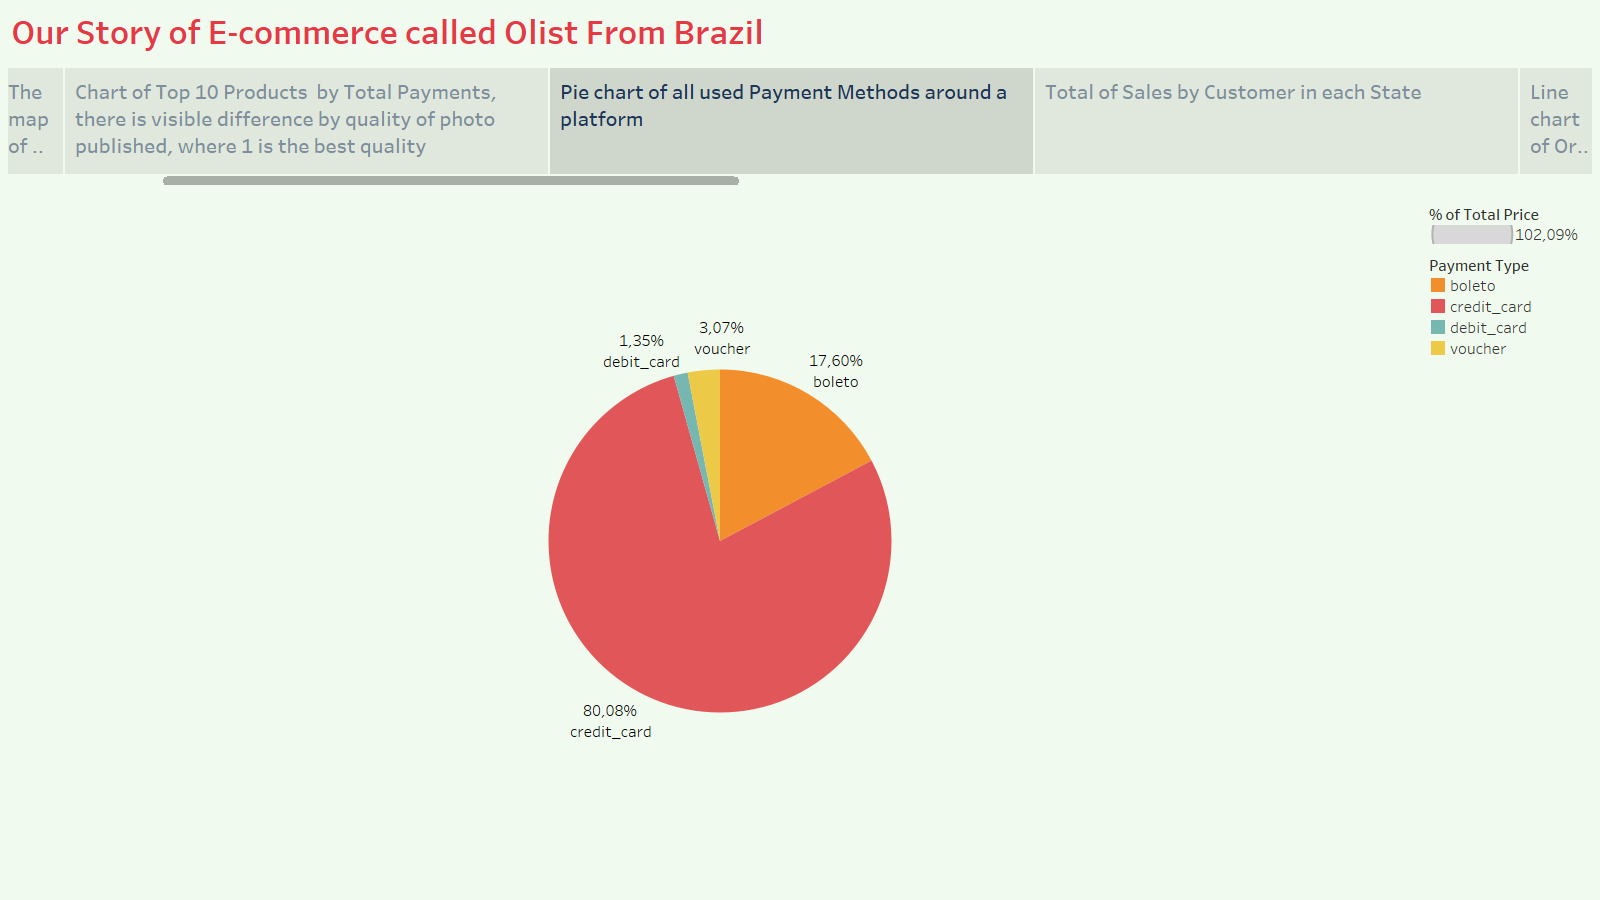 Our Story of E-commerce called Olist From Brazil
The
map
of ..
Chart of Top 10 Products by Total Payments,
there is visible difference by quality of photo
published, where 1 is the best quality
Pie chart of all used Payment Methods around a
platform
Total of Sales by Customer in each State
Line
chart
of Or..
% of Total Price
102,09%
Payment Type
boleto
credit_card
debit_card
voucher
3,07%
voucher
1,35%
debit_card
17,60%
boleto
80,08%
credit_card